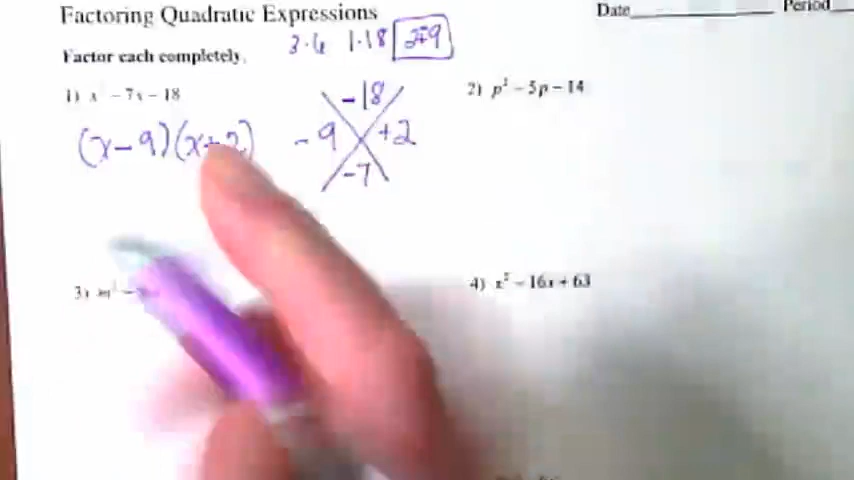 Factoring Quadratic Expressions
Date Period
Factor each completely.
3·6 1·18 2·9
1) x² - 7x - 18
2) p² - 5p - 14
-18
(x - 9)(x + 2)
-9 +2
-7
3)
4) x² - 16x + 63